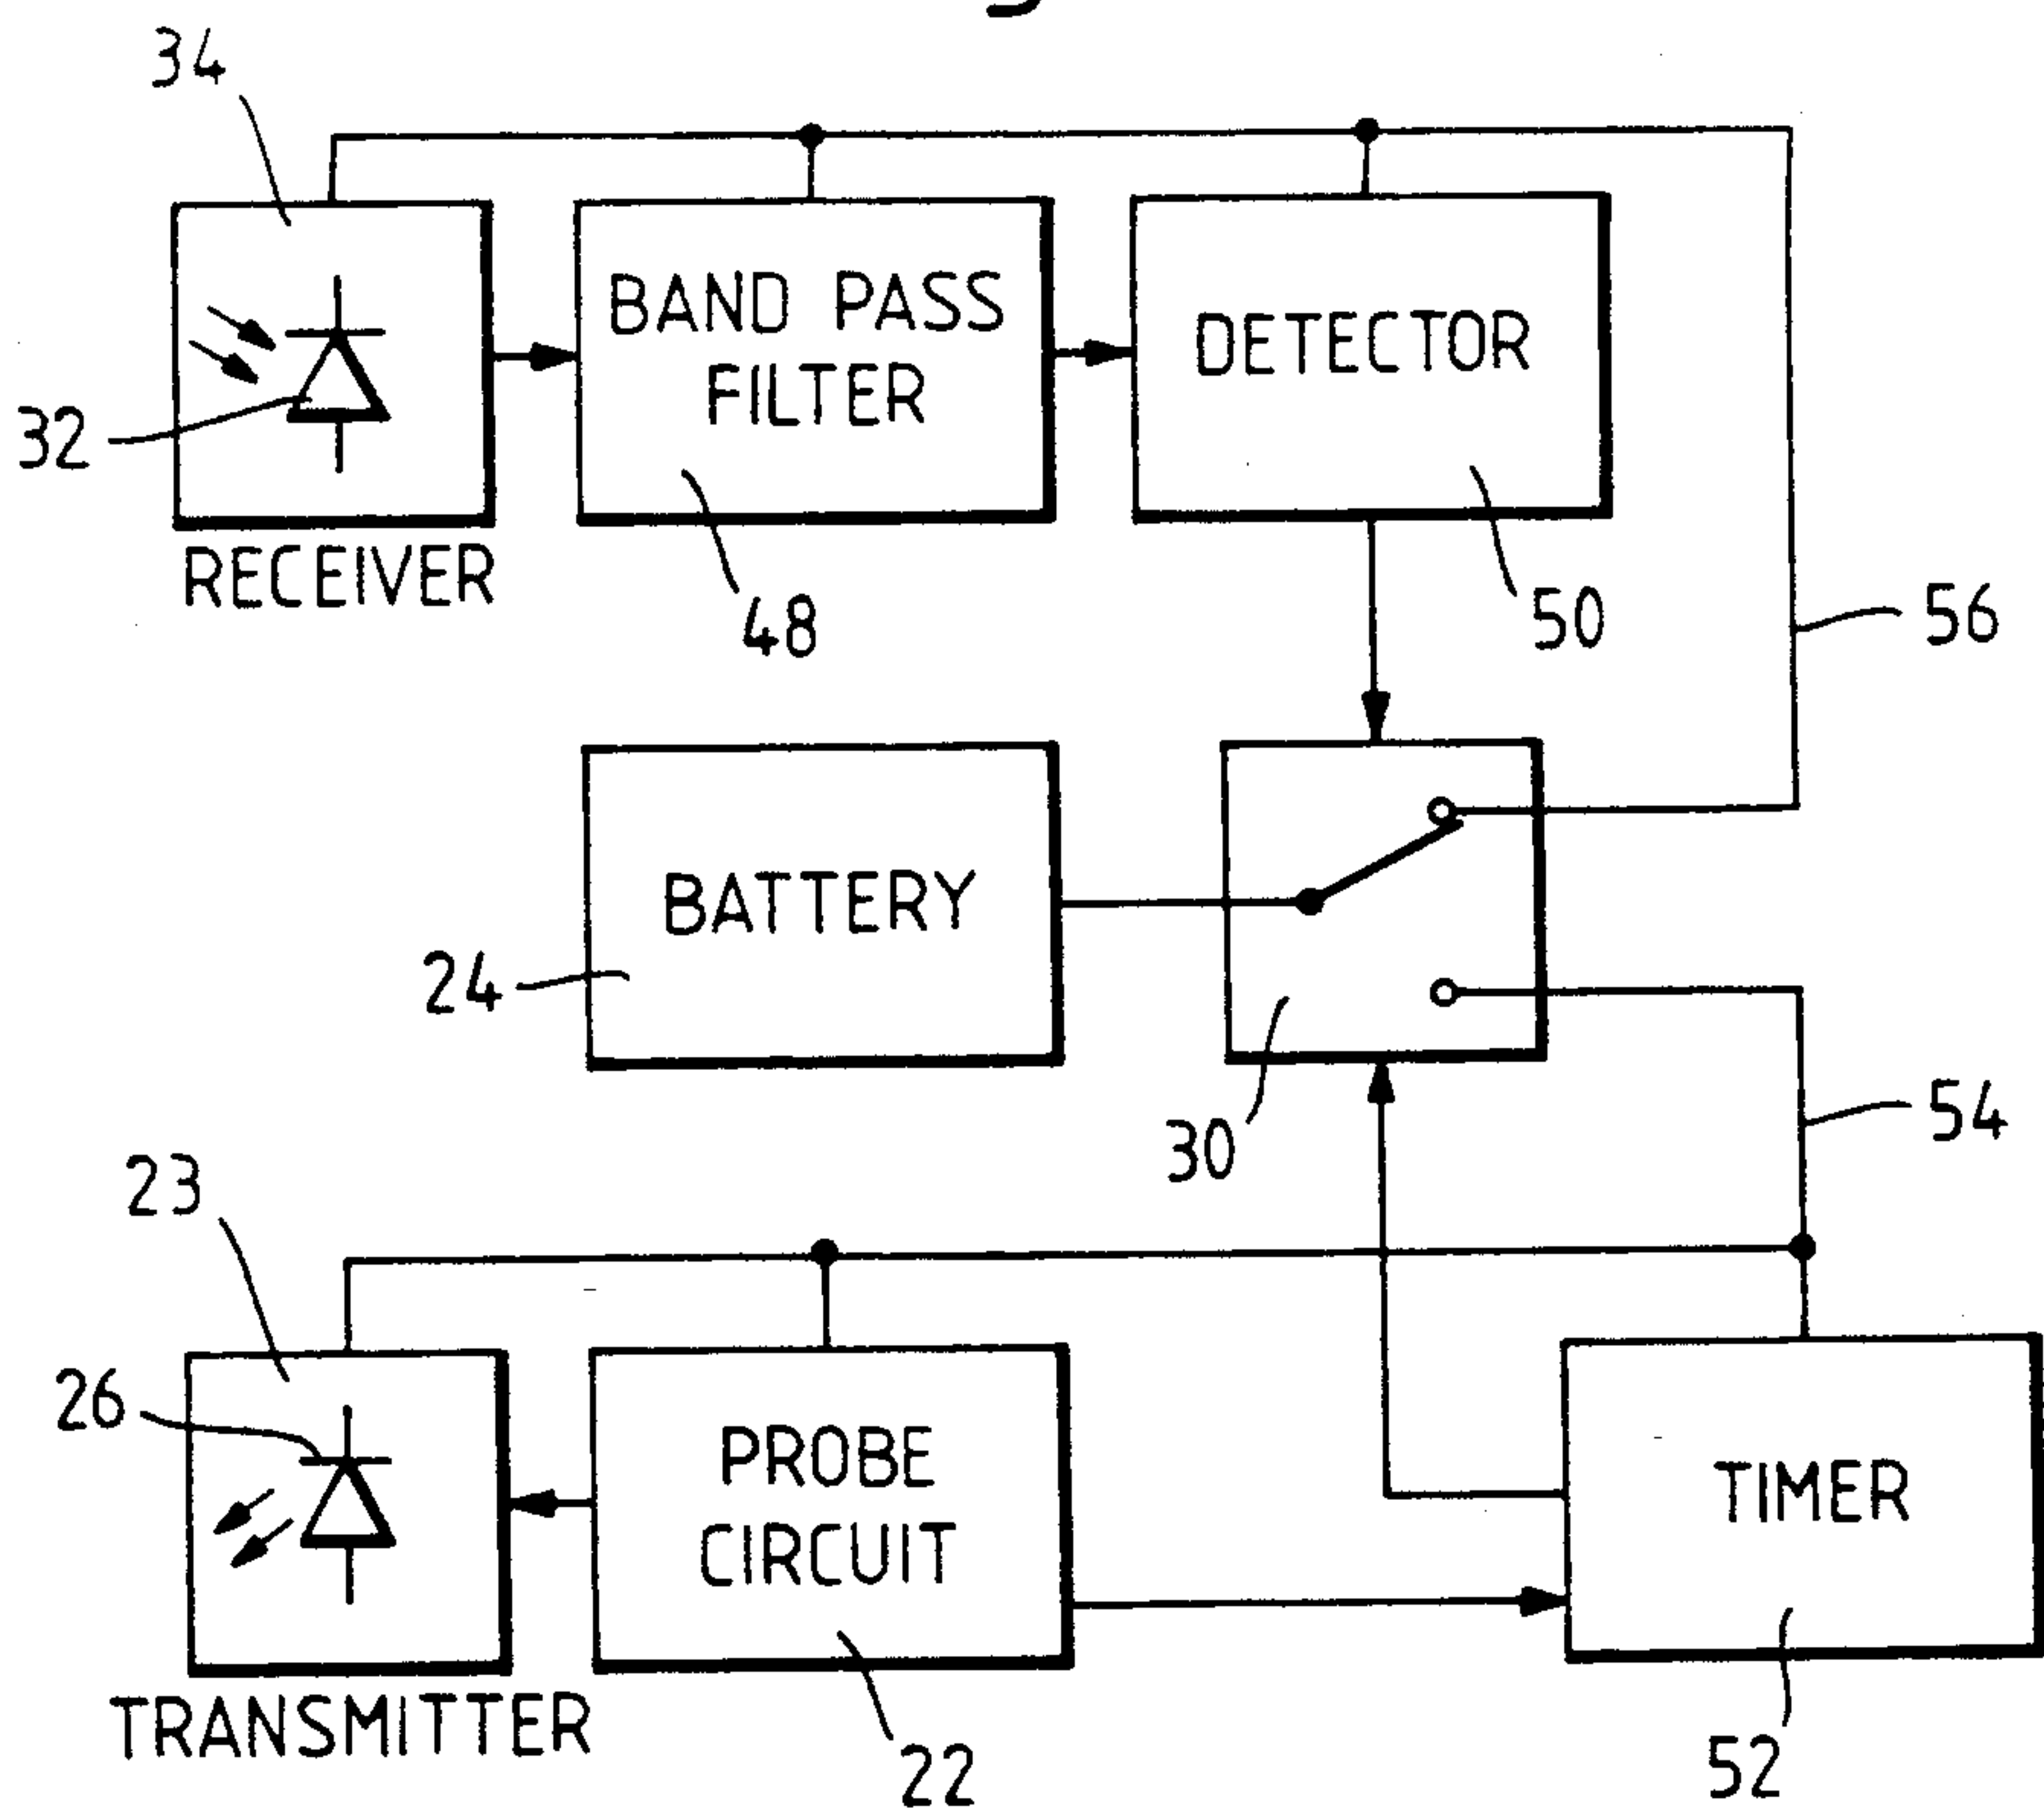 34
BAND PASS
FILTER
DETECTOR
32
RECEIVER
48
50
56
BATTERY
24
30
54
23
26
PROBE
CIRCUIT
TIMER
TRANSMITTER
22
52